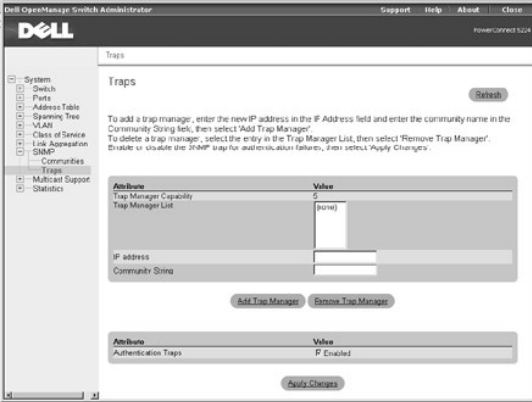 Dell OpenManage Switch Administrator
Support Help About Close
DELL
PowerConnect 5224
Traps
System
Switch
Ports
Address Table
Spanning Tree
VLAN
Class of Service
Link Aggregation
SNMP
Communities
Traps
Multicast Support
Statistics
Traps
Refresh
To add a trap manager, enter the new IP address in the IP Address field and enter the community name in the
Community String field, then select 'Add Trap Manager'.
To delete a trap manager, select the entry in the Trap Manager List, then select 'Remove Trap Manager'.
Enable or disable the SNMP trap for authentication failures, then select 'Apply Changes'.
Attribute Value
Trap Manager Capability 5
Trap Manager List (none)
IP address
Community String
Add Trap Manager Remove Trap Manager
Attribute Value
Authentication Traps Enabled
Apply Changes